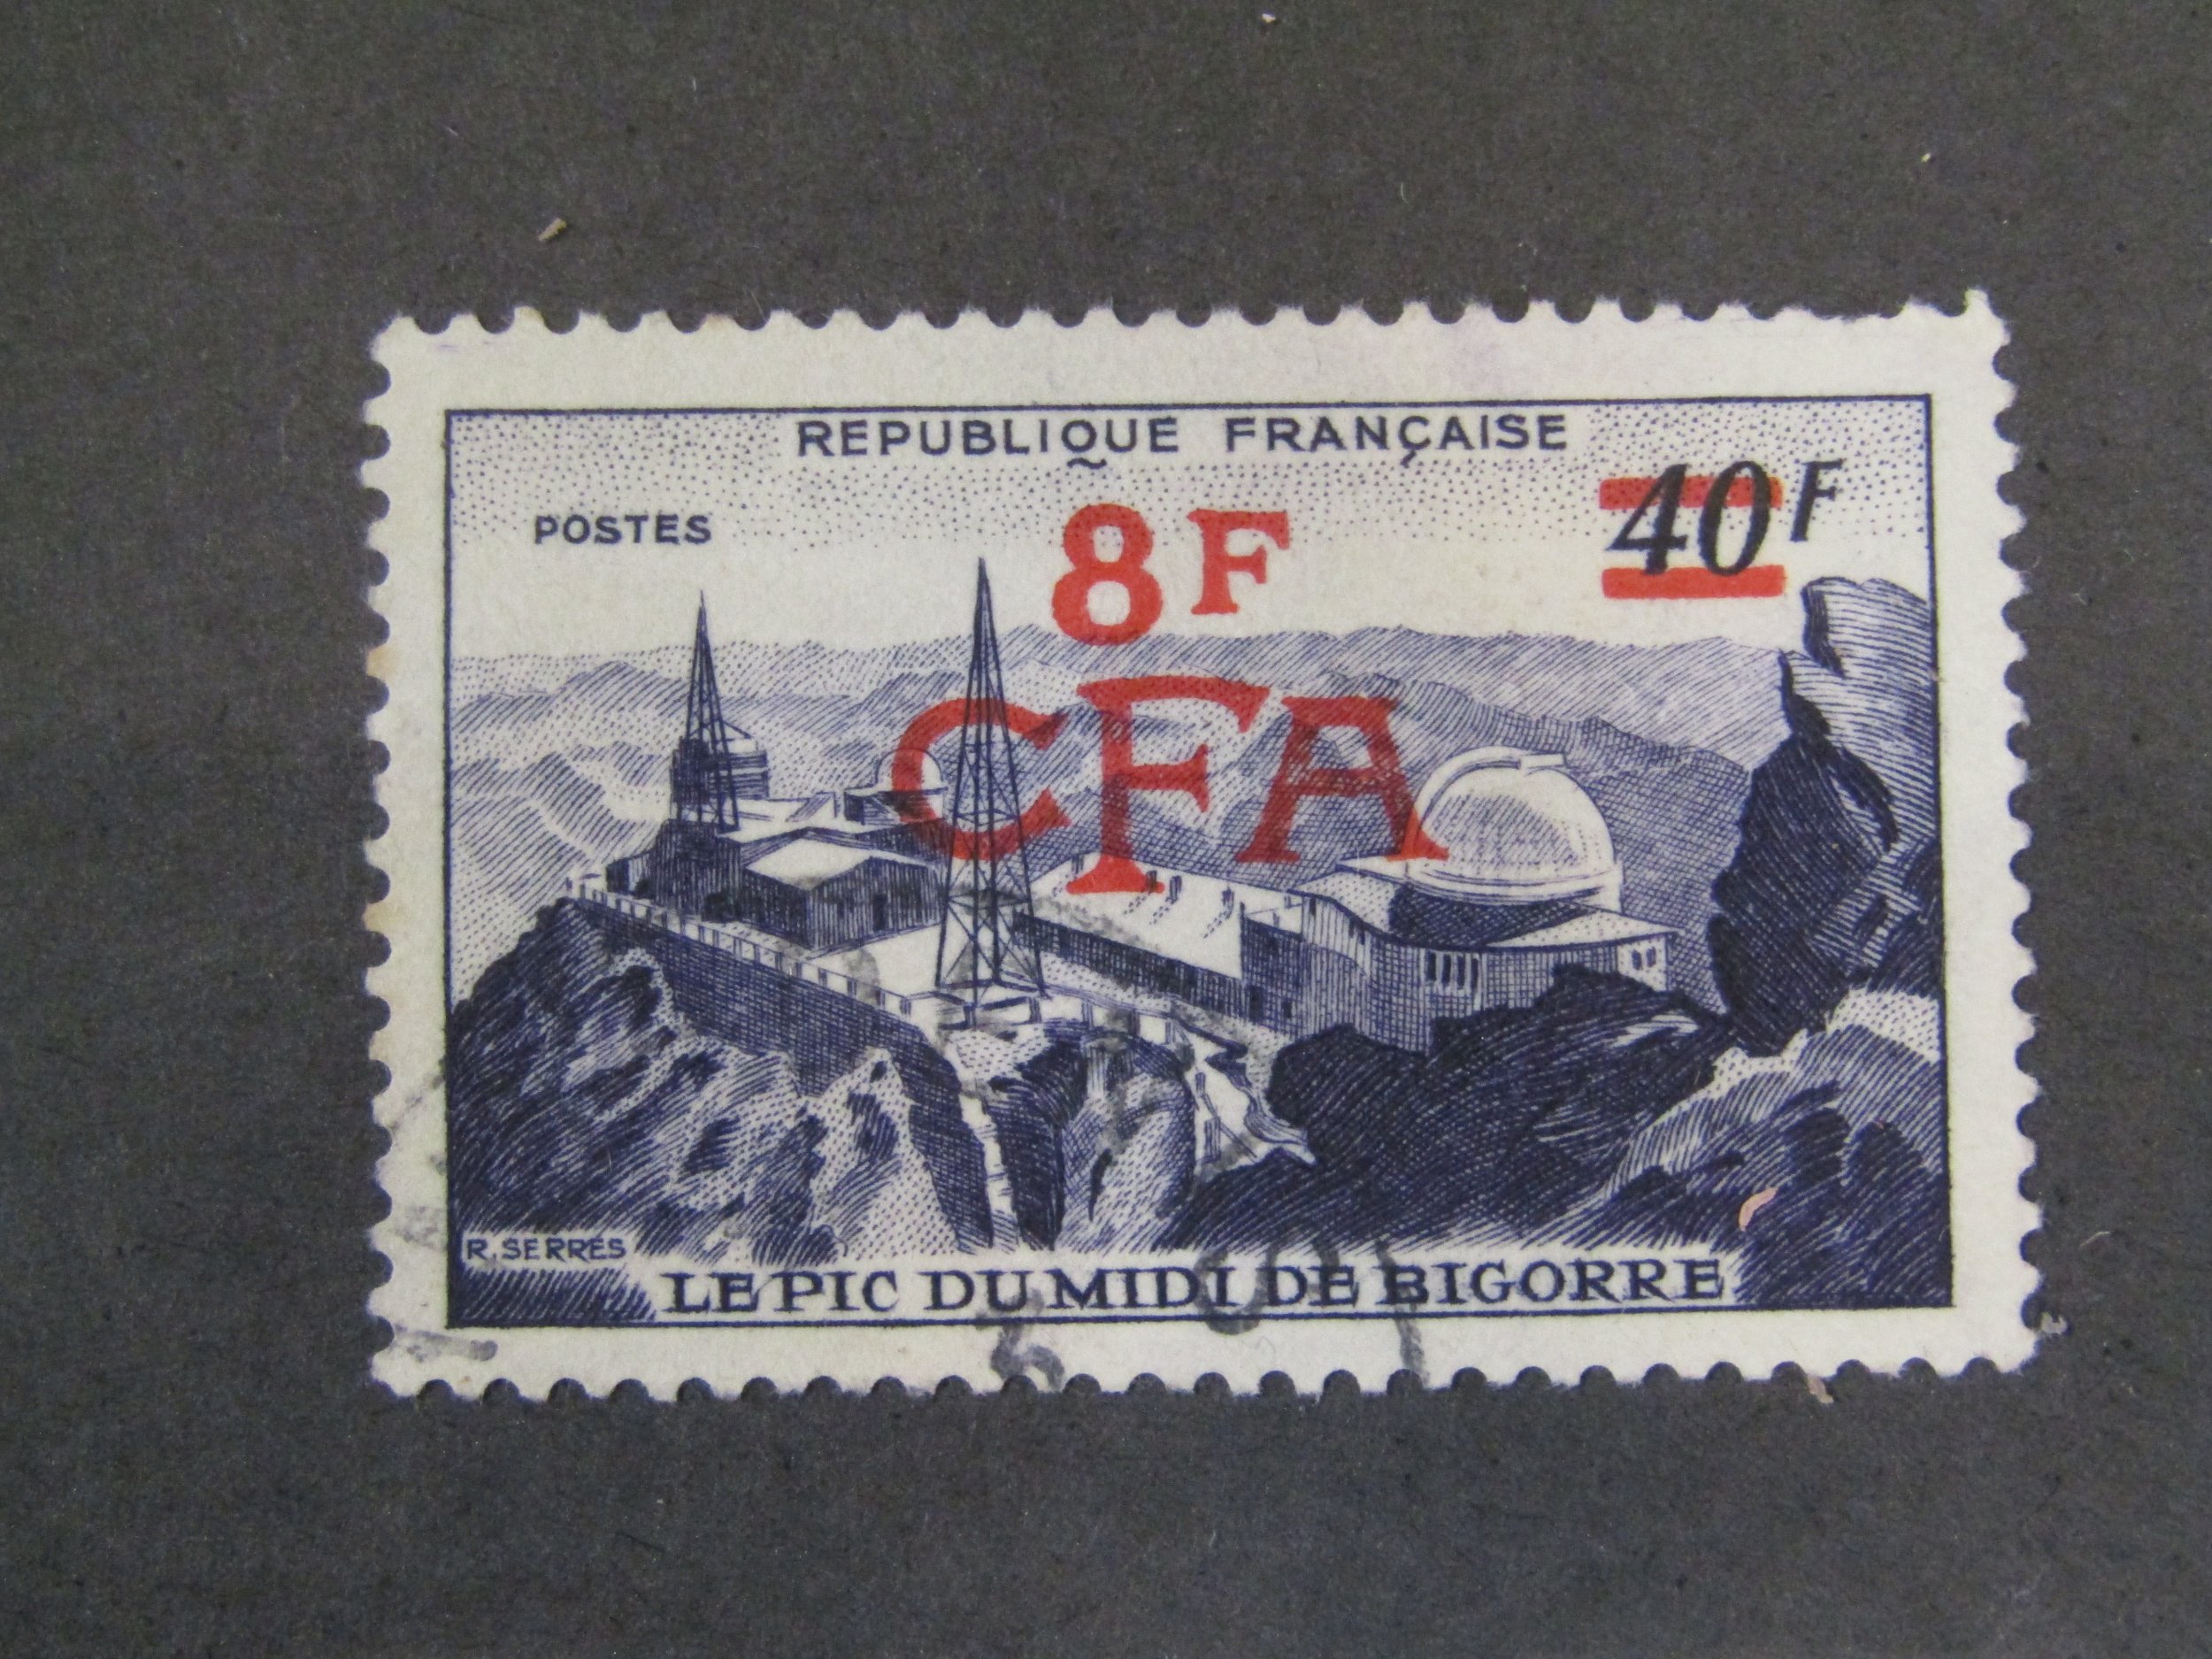 REPUBLIQUE FRANÇAISE
POSTES
8F
40F
CFA
R. SERRES
LE PIC DU MIDI DE BIGORRE